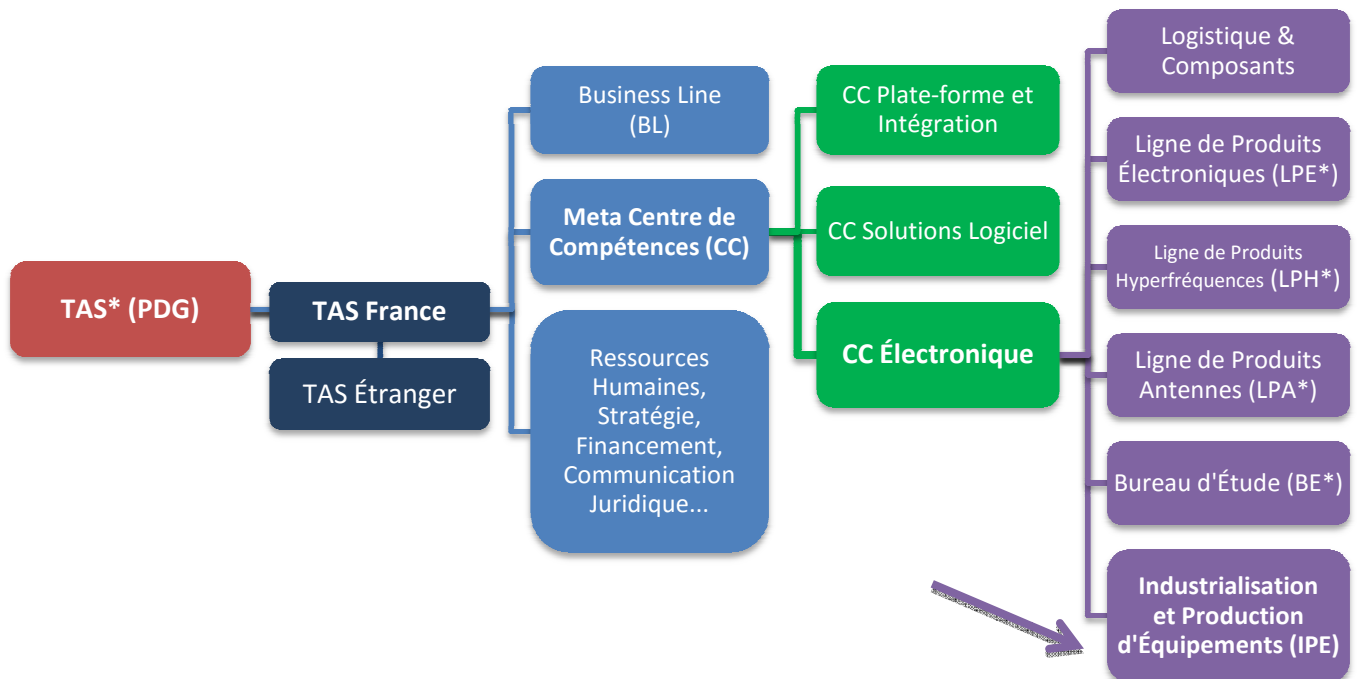 TAS* (PDG)
TAS France
TAS Étranger
Business Line
(BL)
Meta Centre de
Compétences (CC)
Ressources
Humaines,
Stratégie,
Financement,
Communication
Juridique...
CC Plate-forme et
Intégration
CC Solutions Logiciel
CC Électronique
Logistique &
Composants
Ligne de Produits
Électroniques (LPE*)
Ligne de Produits
Hyperfréquences (LPH*)
Ligne de Produits
Antennes (LPA*)
Bureau d'Étude (BE*)
Industrialisation
et Production
d'Équipements (IPE)